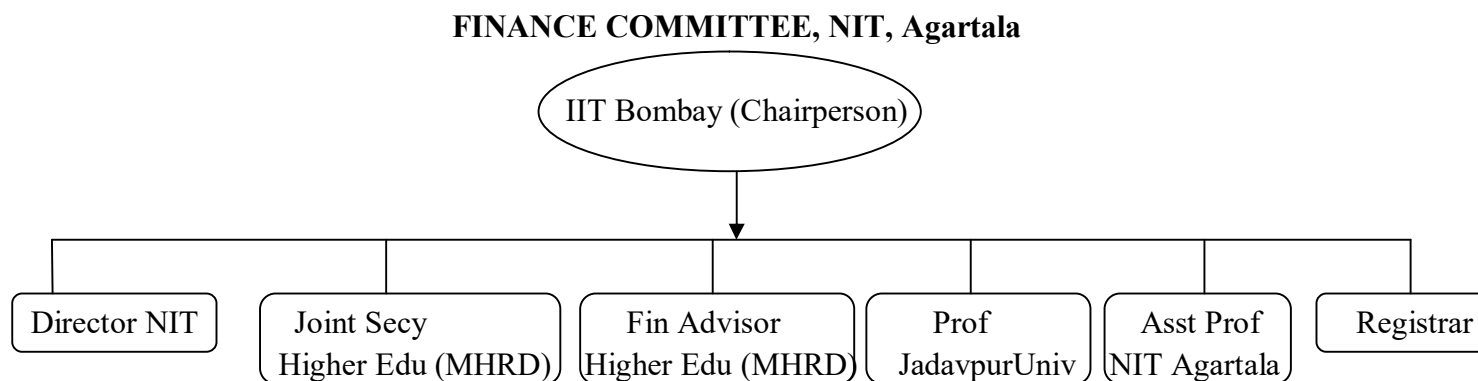 FINANCE COMMITTEE, NIT, Agartala
IIT Bombay (Chairperson)
Director NIT
Joint Secy
Higher Edu (MHRD)
Fin Advisor
Higher Edu (MHRD)
Prof
JadavpurUniv
Asst Prof
NIT Agartala
Registrar